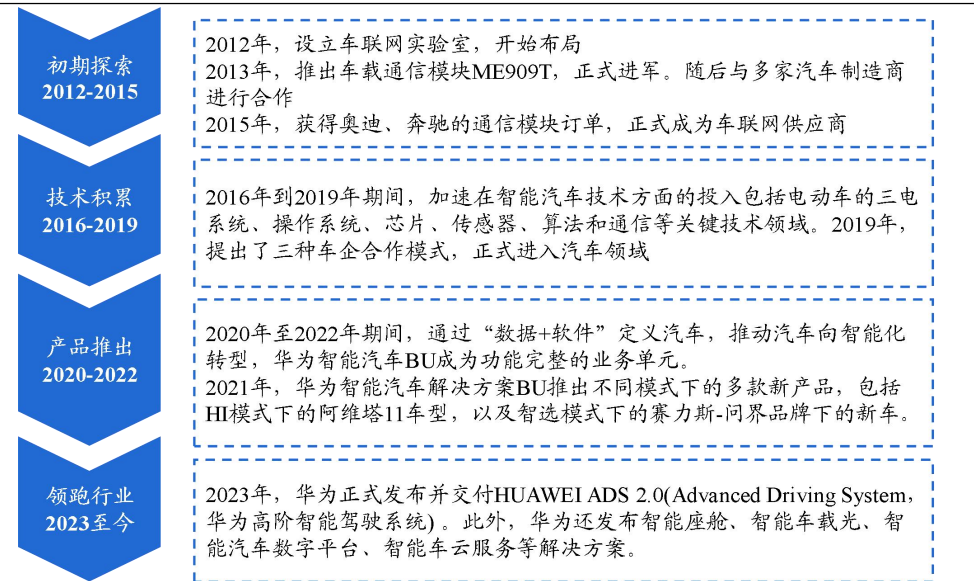 初期探索
2012-2015
2012年，设立车联网实验室，开始布局
2013年，推出车载通信模块ME909T，正式进军。随后与多家汽车制造商
进行合作
2015年，获得奥迪、奔驰的通信模块订单，正式成为车联网供应商
技术积累
2016-2019
2016年到2019年期间，加速在智能汽车技术方面的投入包括电动车的三电
系统、操作系统、芯片、传感器、算法和通信等关键技术领域。2019年，
提出了三种车企合作模式，正式进入汽车领域
产品推出
2020-2022
2020年至2022年期间，通过“数据+软件”定义汽车，推动汽车向智能化
转型，华为智能汽车BU成为功能完整的业务单元。
2021年，华为智能汽车解决方案BU推出不同模式下的多款新产品，包括
HI模式下的阿维塔11车型，以及智选模式下的赛力斯-问界品牌下的新车。
领跑行业
2023至今
2023年，华为正式发布并交付HUAWEI ADS 2.0(Advanced Driving System，
华为高阶智能驾驶系统) 。此外，华为还发布智能座舱、智能车载光、智
能汽车数字平台、智能车云服务等解决方案。